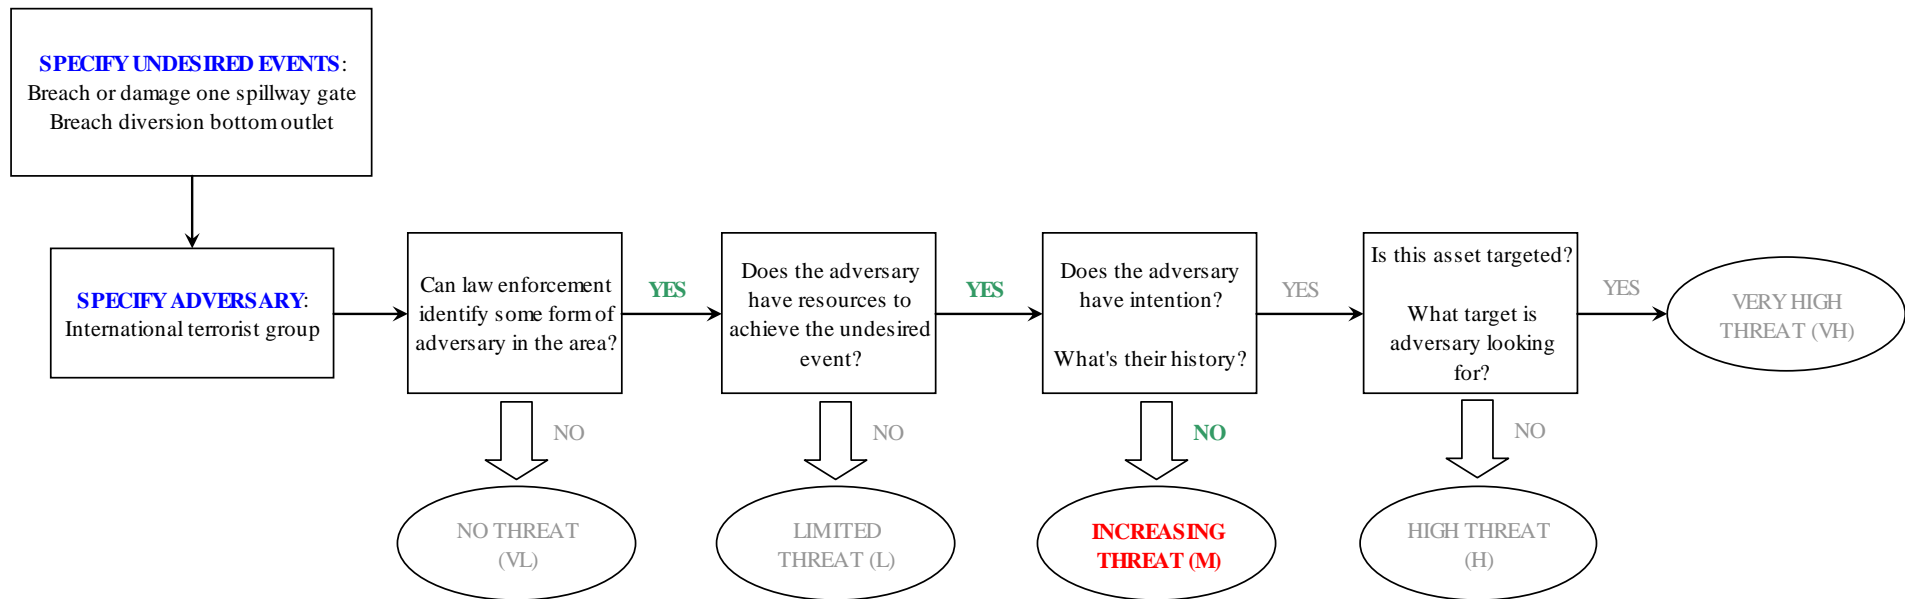 SPECIFY UNDESIRED EVENTS:
Breach or damage one spillway gate
Breach diversion bottom outlet
SPECIFY ADVERSARY:
International terrorist group
Can law enforcement
identify some form of
adversary in the area?
YES
NO
NO THREAT
(VL)
Does the adversary
have resources to
achieve the undesired
event?
YES
NO
LIMITED
THREAT (L)
Does the adversary
have intention?
What's their history?
YES
NO
INCREASING
THREAT (M)
Is this asset targeted?
What target is
adversary looking
for?
YES
NO
HIGH THREAT
(H)
VERY HIGH
THREAT (VH)